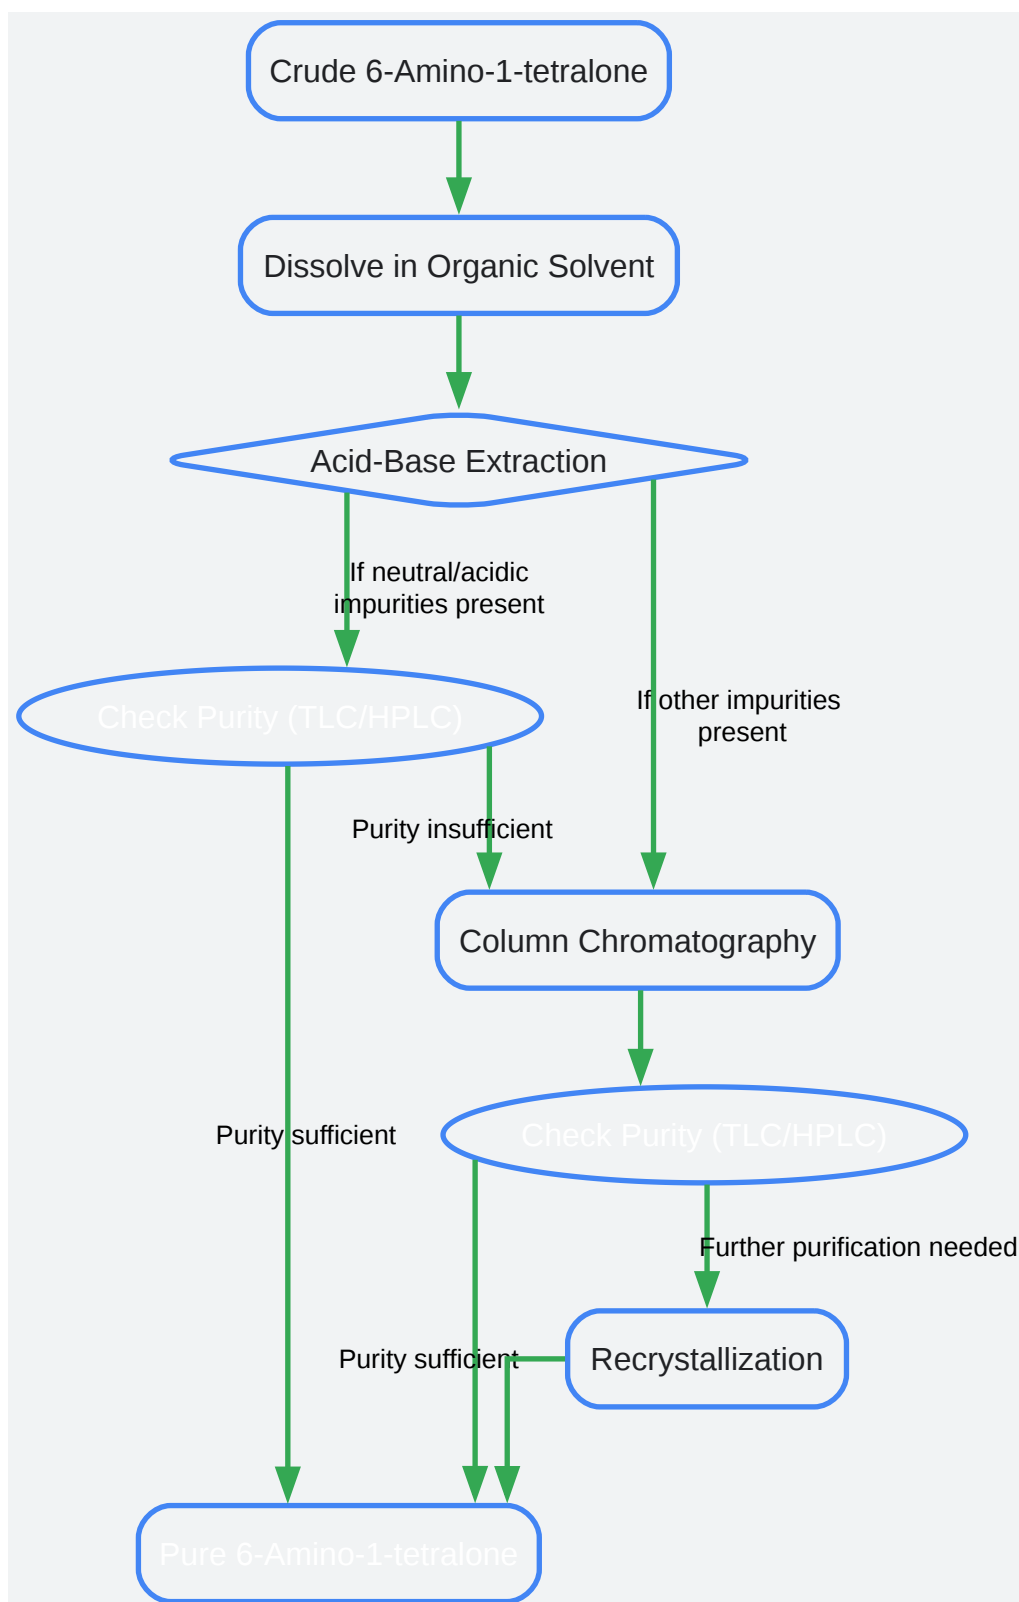 Crude 6-Amino-1-tetralone
Dissolve in Organic Solvent
Acid-Base Extraction
If neutral/acidic
impurities present
If other impurities
present
Check Purity (TLC/HPLC)
Purity insufficient
Column Chromatography
Purity sufficient
Check Purity (TLC/HPLC)
Further purification needed
Purity sufficient
Recrystallization
Pure 6-Amino-1-tetralone